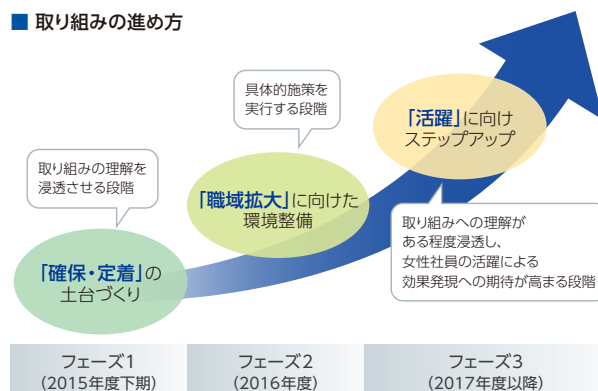 ■ 取り組みの進め方
取り組みの理解を
浸透させる段階
「確保・定着」の
土台づくり
具体的施策を
実行する段階
「職域拡大」に向けた
環境整備
「活躍」に向け
ステップアップ
取り組みへの理解が
ある程度浸透し、
女性社員の活躍による
効果発現への期待が高まる段階
フェーズ1
(2015年度下期)
フェーズ2
(2016年度)
フェーズ3
(2017年度以降)